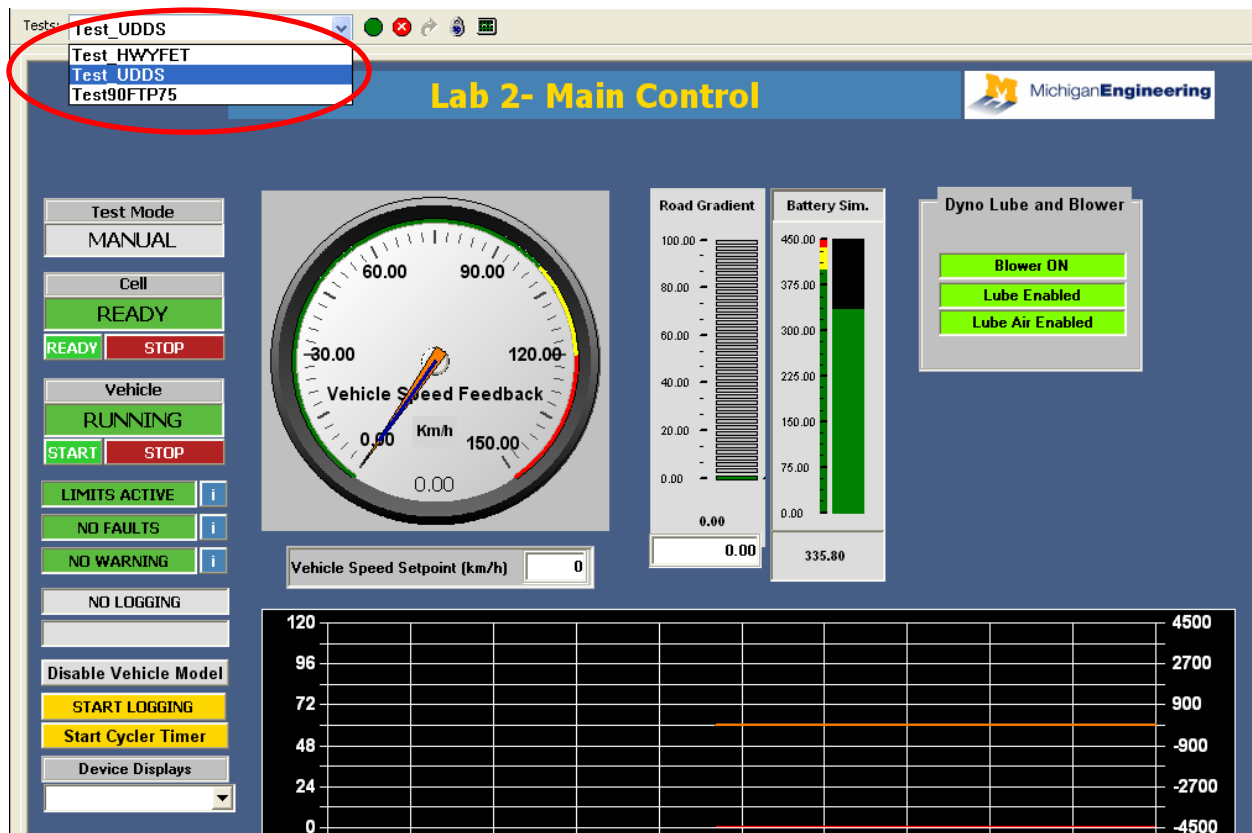 Tests: Test_UDDS
Test_HWYFET
Test_UDDS
Test90FTP75
Lab 2- Main Control
M MichiganEngineering
Test Mode
MANUAL
Cell
READY
READY STOP
Vehicle
RUNNING
START STOP
LIMITS ACTIVE i
NO FAULTS i
NO WARNING i
NO LOGGING
Disable Vehicle Model
START LOGGING
Start Cycler Timer
Device Displays
60.00 90.00
30.00 120.00
Vehicle Speed Feedback
0.00 Km/h 150.00
0.00
Vehicle Speed Setpoint (km/h) 0
Road Gradient
100.00
80.00
60.00
40.00
20.00
0.00
0.00
0.00
Battery Sim.
450.00
375.00
300.00
225.00
150.00
75.00
0.00
335.80
Dyno Lube and Blower
Blower ON
Lube Enabled
Lube Air Enabled
120 4500
96 2700
72 900
48 -900
24 -2700
0 -4500